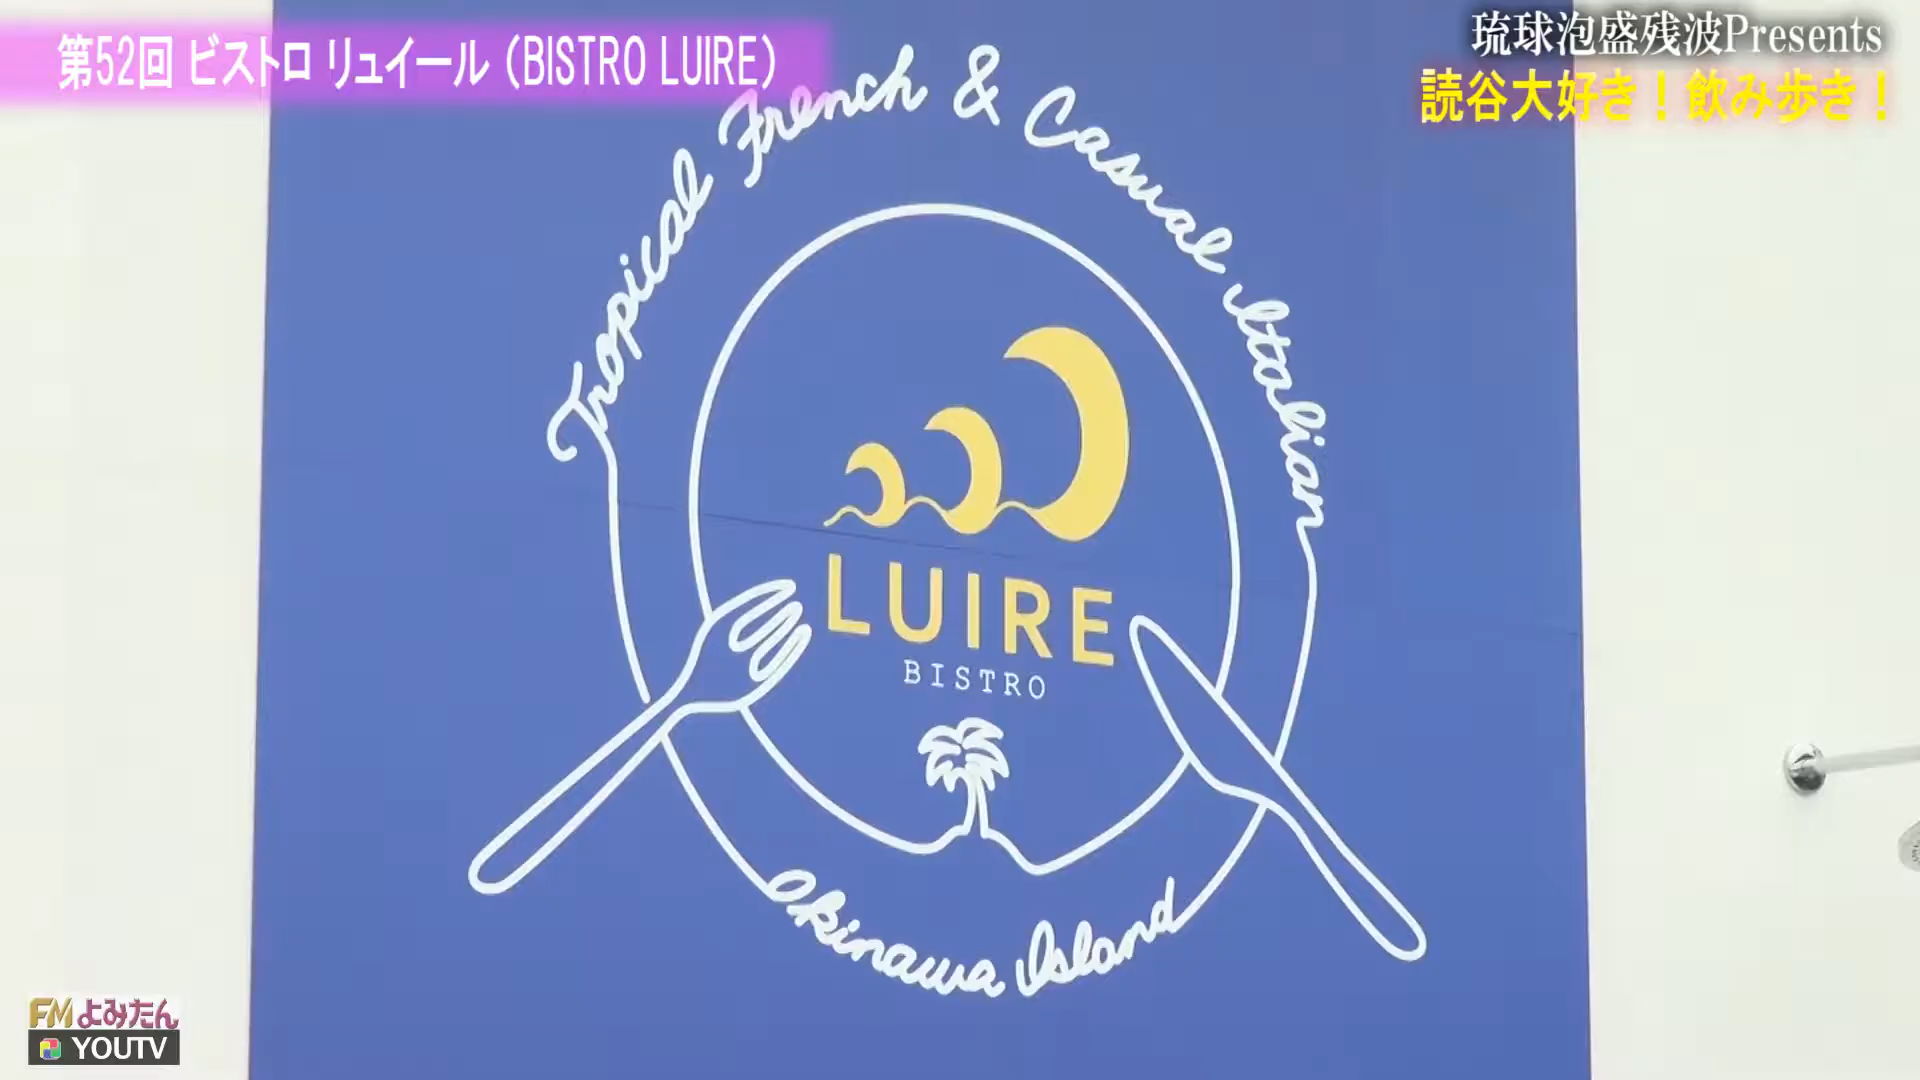 第52回 ビストロ リュイール（BISTRO LUIRE）
琉球泡盛残波Presents
読谷大好き！飲み歩き！
Tropical French & Casual Italian
LUIRE
BISTRO
Okinawa Island
FMよみたん
YOUTV